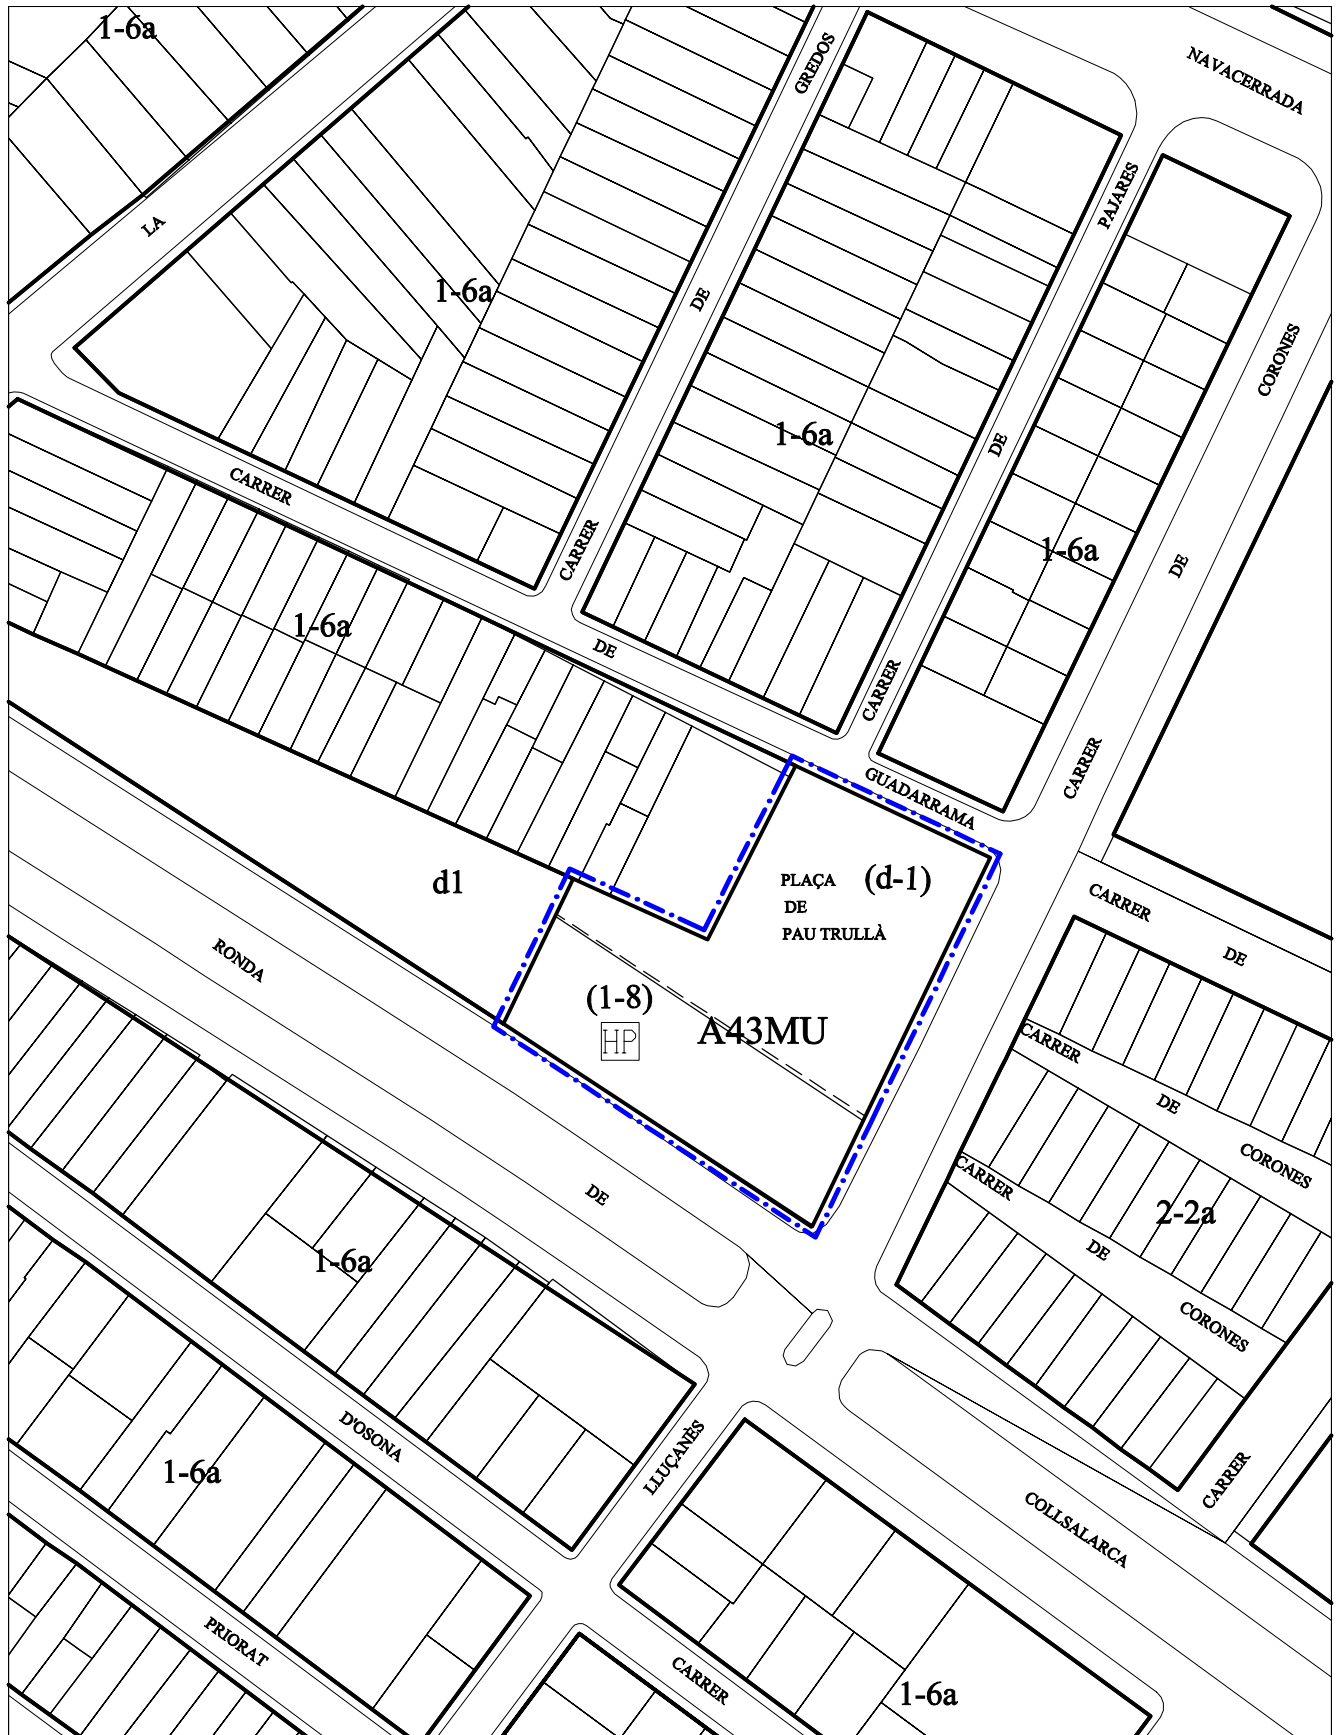 1-6a
NAVACERRADA
GREDOS
PAJARES
LA
1-6a
DE
CORONES
1-6a
DE
CARRER
1-6a
CARRER
DE
1-6a
DE
CARRER
CARRER
GUADARRAMA
d1
PLAÇA
DE
PAU TRULLÀ
(d-1)
CARRER
DE
RONDA
(1-8)
HP
A43MU
CARRER
DE
CORONES
CARRER
DE
CORONES
2-2a
DE
1-6a
D'OSONA
1-6a
LLUÇANÈS
CARRER
COLLSALARCA
PRIORAT
CARRER
1-6a